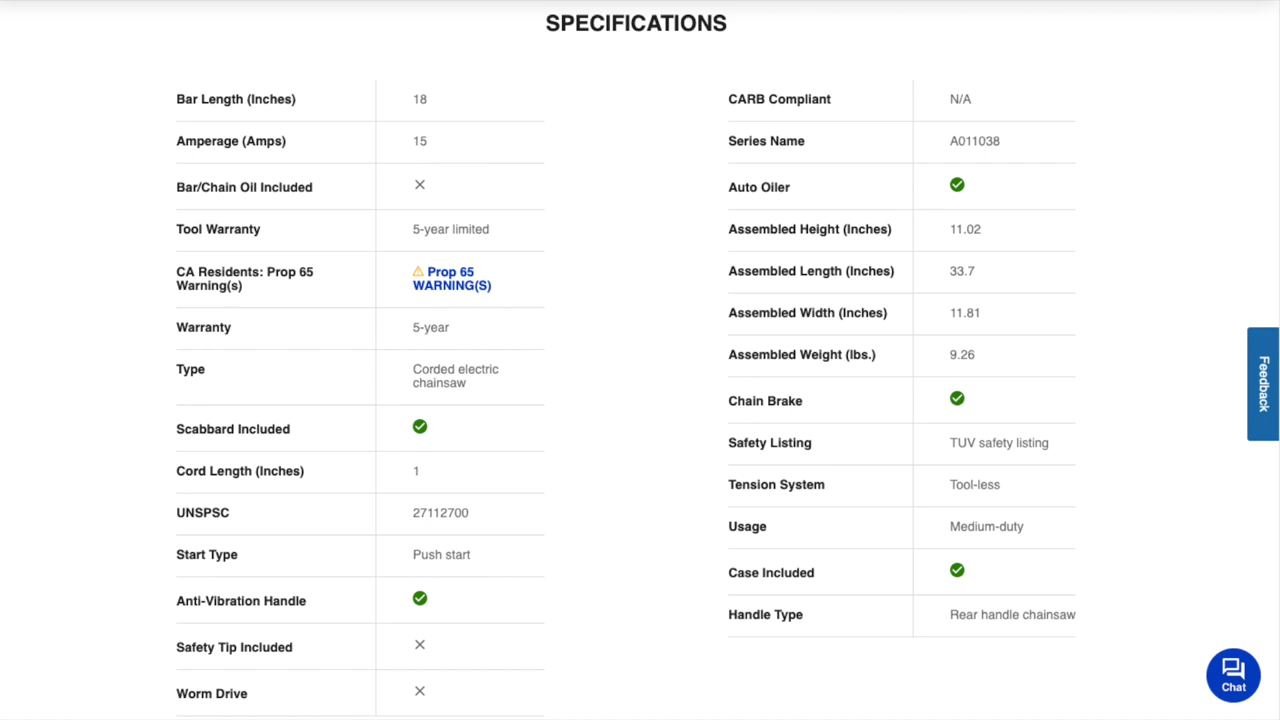 SPECIFICATIONS
Bar Length (Inches) 18
Amperage (Amps) 15
Bar/Chain Oil Included
Tool Warranty 5-year limited
CA Residents: Prop 65 Prop 65
Warning(s) WARNING(S)
Warranty 5-year
Type Corded electric
chainsaw
Scabbard Included
Cord Length (Inches) 1
UNSPSC 27112700
Start Type Push start
Anti-Vibration Handle
Safety Tip Included
Worm Drive
CARB Compliant N/A
Series Name A011038
Auto Oiler
Assembled Height (Inches) 11.02
Assembled Length (Inches) 33.7
Assembled Width (Inches) 11.81
Assembled Weight (lbs.) 9.26
Chain Brake
Safety Listing TUV safety listing
Tension System Tool-less
Usage Medium-duty
Case Included
Handle Type Rear handle chainsaw
Feedback
Chat